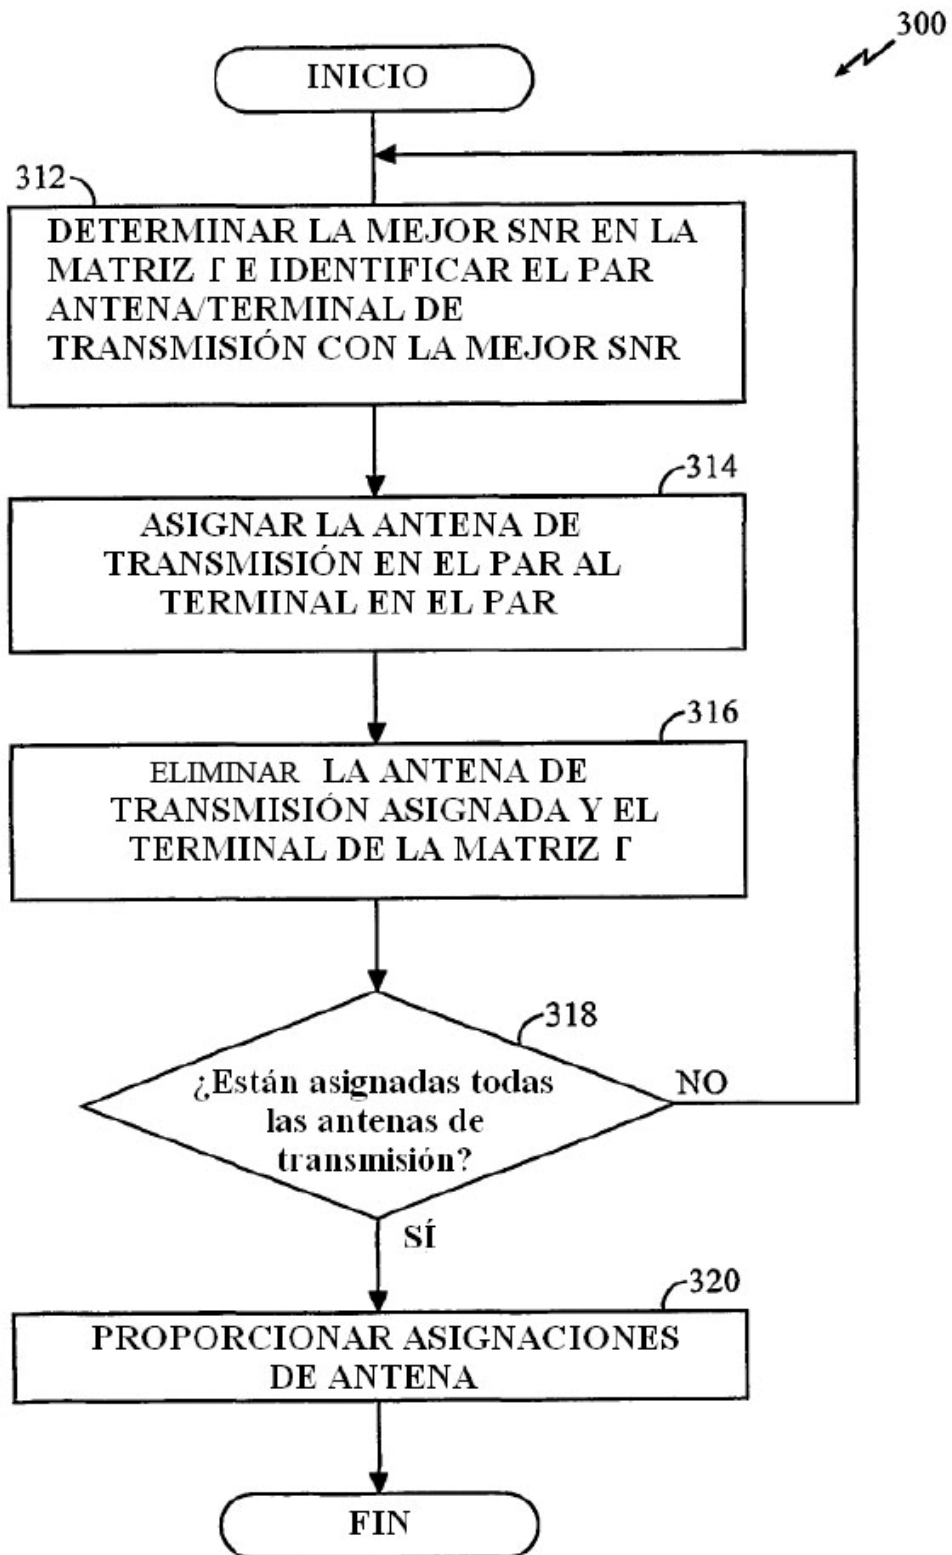 300
INICIO
312
DETERMINAR LA MEJOR SNR EN LA
MATRIZ Γ E IDENTIFICAR EL PAR
ANTENA/TERMINAL DE
TRANSMISIÓN CON LA MEJOR SNR
314
ASIGNAR LA ANTENA DE
TRANSMISIÓN EN EL PAR AL
TERMINAL EN EL PAR
316
ELIMINAR LA ANTENA DE
TRANSMISIÓN ASIGNADA Y EL
TERMINAL DE LA MATRIZ Γ
318
¿Están asignadas todas
las antenas de
transmisión?
NO
SÍ
320
PROPORCIONAR ASIGNACIONES
DE ANTENA
FIN